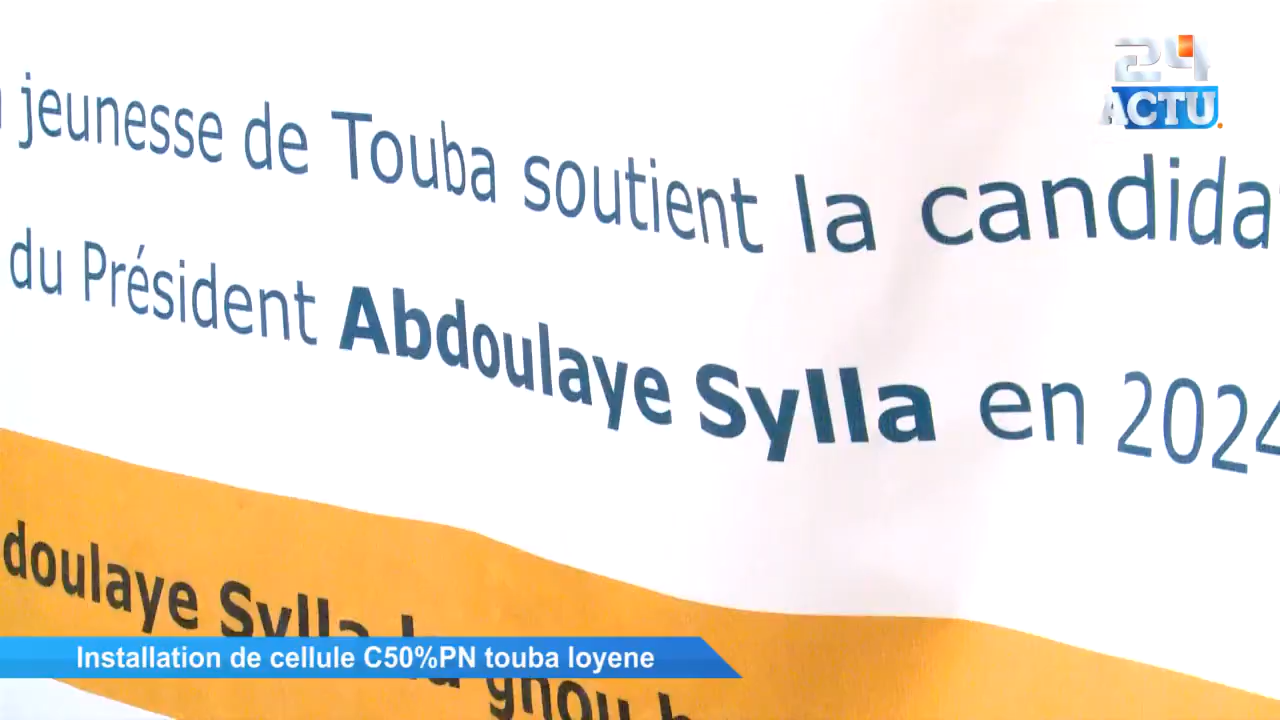 24
ACTU.
jeunesse de Touba soutient la candida
du Président Abdoulaye Sylla en 2024
doulaye Sylla
Installation de cellule C50%PN touba loyene